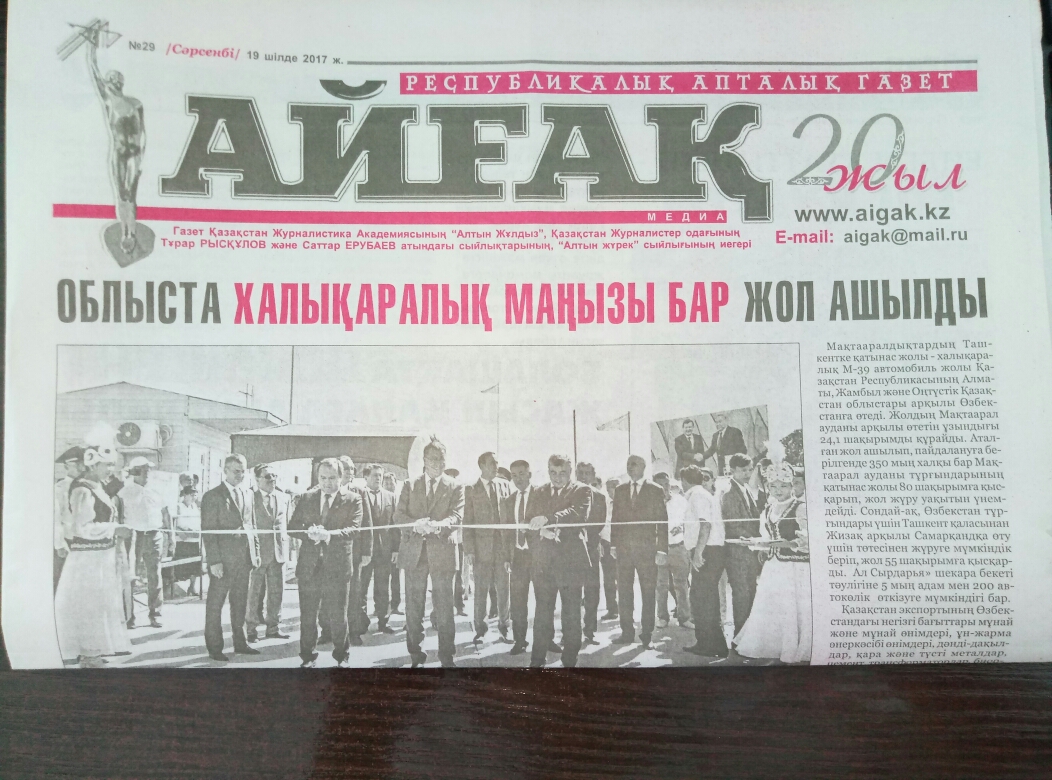 №29 /Сәрсенбі/ 19 шілде 2017 ж.
РЕСПУБЛИКАЛЫҚ АПТАЛЫҚ ГАЗЕТ
АЙҒАҚ
20 жыл
МЕДИА
www.aigak.kz
E-mail: aigak@mail.ru
Газет Қазақстан Журналистика Академиясының “Алтын Жұлдыз”, Қазақстан Журналистер одағының
Тұрар РЫСҚҰЛОВ және Саттар ЕРУБАЕВ атындағы сыйлықтарының, “Алтын жүрек” сыйлығының иегері
ОБЛЫСТА ХАЛЫҚАРАЛЫҚ МАҢЫЗЫ БАР ЖОЛ АШЫЛДЫ
Мақтааралдықтардың Таш-
кентке қатынас жолы - халықара-
лық М-39 автомобиль жолы Қа-
зақстан Республикасының Алма-
ты, Жамбыл және Оңтүстік Қазақ-
стан облыстары арқылы Өзбек-
станға өтеді. Жолдың Мақтаарал
ауданы арқылы өтетін ұзындығы
24,1 шақырымды құрайды. Атал-
ған жол ашылып, пайдалануға бе-
рілгенде 350 мың халқы бар Мақ-
таарал ауданы тұрғындарының
қатынас жолы 80 шақырымға қыс-
қарып, жол жүру уақытын үнем-
дейді. Сондай-ақ, Өзбекстан тұр-
ғындары үшін Ташкент қаласынан
Жизақ арқылы Самарқандқа өту
үшін төтесінен жүруге мүмкіндік
беріп, жол 55 шақырымға қысқар-
ды. Ал Сырдарья» шекара бекеті
тәулігіне 5 мың адам мен 200 ав-
токөлік өткізуге мүмкіндігі бар.
Қазақстан экспортының Өзбек-
стандағы негізгі бағыттары мұнай
және мұнай өнімдері, ұн-жарма
өнеркәсібі өнімдері, дәнді-дақыл-
дар, қара және түсті металдар,